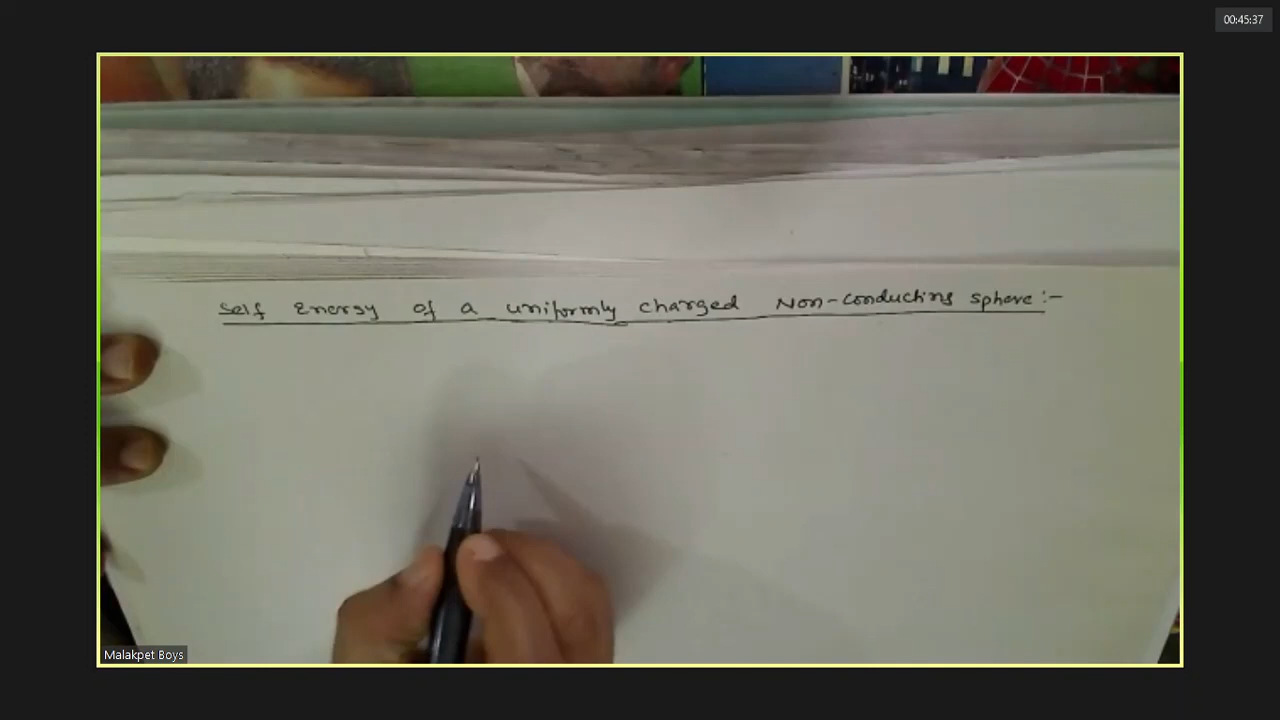 00:45:37
Self Energy of a uniformly charged Non-Conducting sphere :-
Malakpet Boys